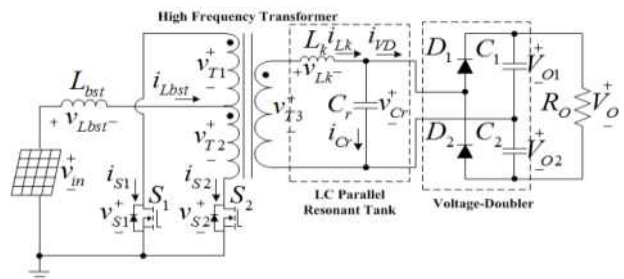 High Frequency Transformer
L_bst
+ v_Lbst -
i_Lbst
+ v_T1 -
+ v_T2 -
+ v_T3 -
L_k
i_Lk
+ v_Lk -
i_VD
C_r
+ v_Cr -
i_Cr
D_1
C_1
+ V_O1 -
D_2
C_2
+ V_O2 -
R_O
+ V_O -
+ v_in -
i_S1
S_1
+ v_S1 -
i_S2
S_2
+ v_S2 -
LC Parallel
Resonant Tank
Voltage-Doubler